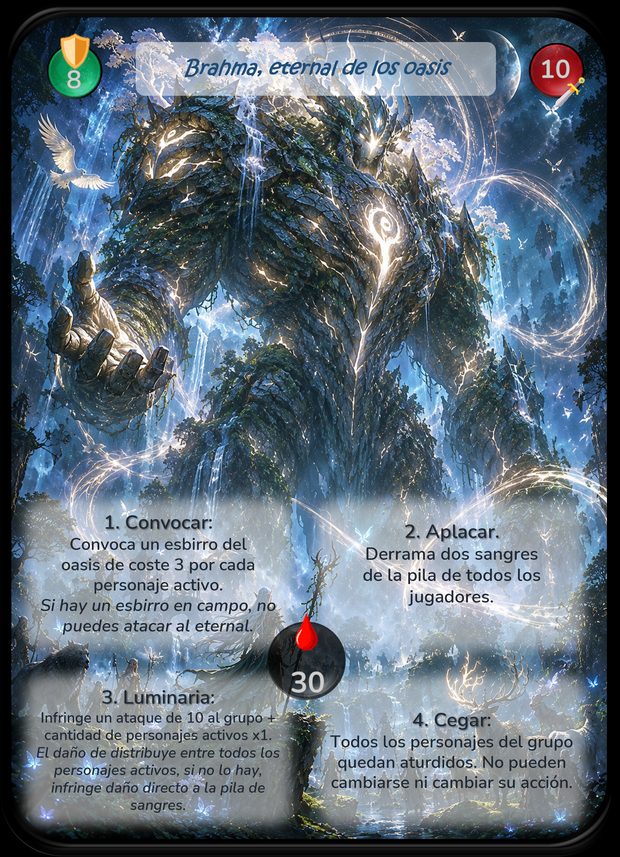 8
Brahma, eternal de los oasis
10
1. Convocar:
Convoca un esbirro del
oasis de coste 3 por cada
personaje activo.
Si hay un esbirro en campo, no
puedes atacar al eternal.
2. Aplacar.
Derrama dos sangres
de la pila de todos los
jugadores.
30
3. Luminaria:
Infringe un ataque de 10 al grupo +
cantidad de personajes activos x1.
El daño de distribuye entre todos los
personajes activos, si no lo hay,
infringe daño directo a la pila de
sangres.
4. Cegar:
Todos los personajes del grupo
quedan aturdidos. No pueden
cambiarse ni cambiar su acción.